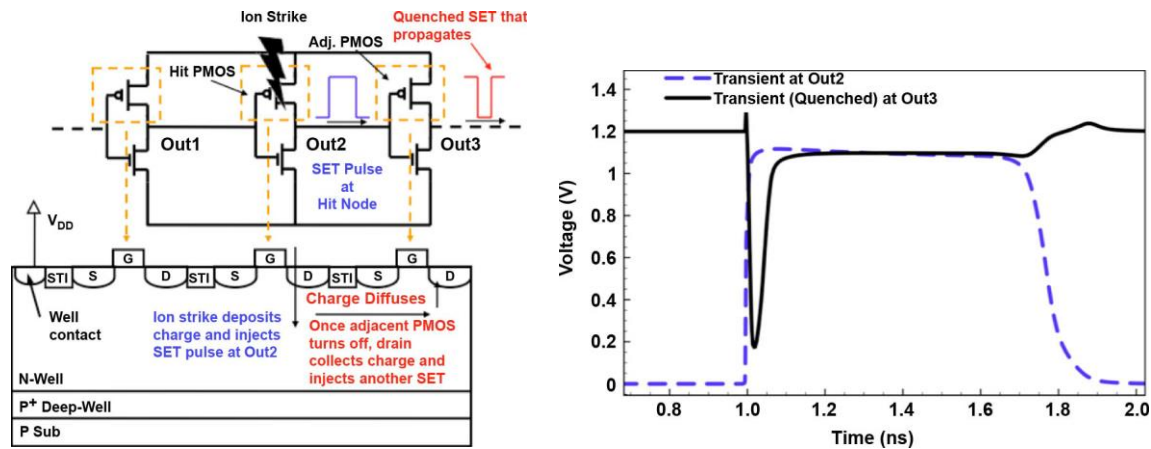 Ion Strike
Quenched SET that
propagates
Adj. PMOS
Hit PMOS
Out1
Out2
Out3
SET Pulse
at
Hit Node
V_DD
G
G
G
STI
S
D
STI
S
D
STI
S
D
Well
contact
Ion strike deposits
charge and injects
SET pulse at Out2
Charge Diffuses
Once adjacent PMOS
turns off, drain
collects charge and
injects another SET
N-Well
P+ Deep-Well
P Sub
Transient at Out2
Transient (Quenched) at Out3
1.4
1.2
1.0
0.8
0.6
0.4
0.2
0
Voltage (V)
0.8
1.0
1.2
1.4
1.6
1.8
2.0
Time (ns)